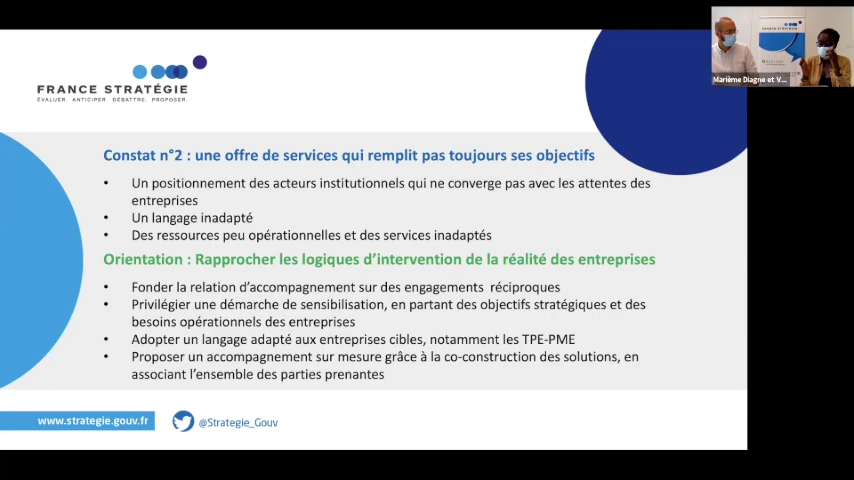 FRANCE STRATÉGIE
ÉVALUER. ANTICIPER. DÉBATTRE. PROPOSER.
FRANCE STRATÉGIE
Marième Diagne et V...
Constat n°2 : une offre de services qui remplit pas toujours ses objectifs
• Un positionnement des acteurs institutionnels qui ne converge pas avec les attentes des
entreprises
• Un langage inadapté
• Des ressources peu opérationnelles et des services inadaptés
Orientation : Rapprocher les logiques d’intervention de la réalité des entreprises
• Fonder la relation d’accompagnement sur des engagements réciproques
• Privilégier une démarche de sensibilisation, en partant des objectifs stratégiques et des
besoins opérationnels des entreprises
• Adopter un langage adapté aux entreprises cibles, notamment les TPE-PME
• Proposer un accompagnement sur mesure grâce à la co-construction des solutions, en
associant l’ensemble des parties prenantes
www.strategie.gouv.fr
@Strategie_Gouv